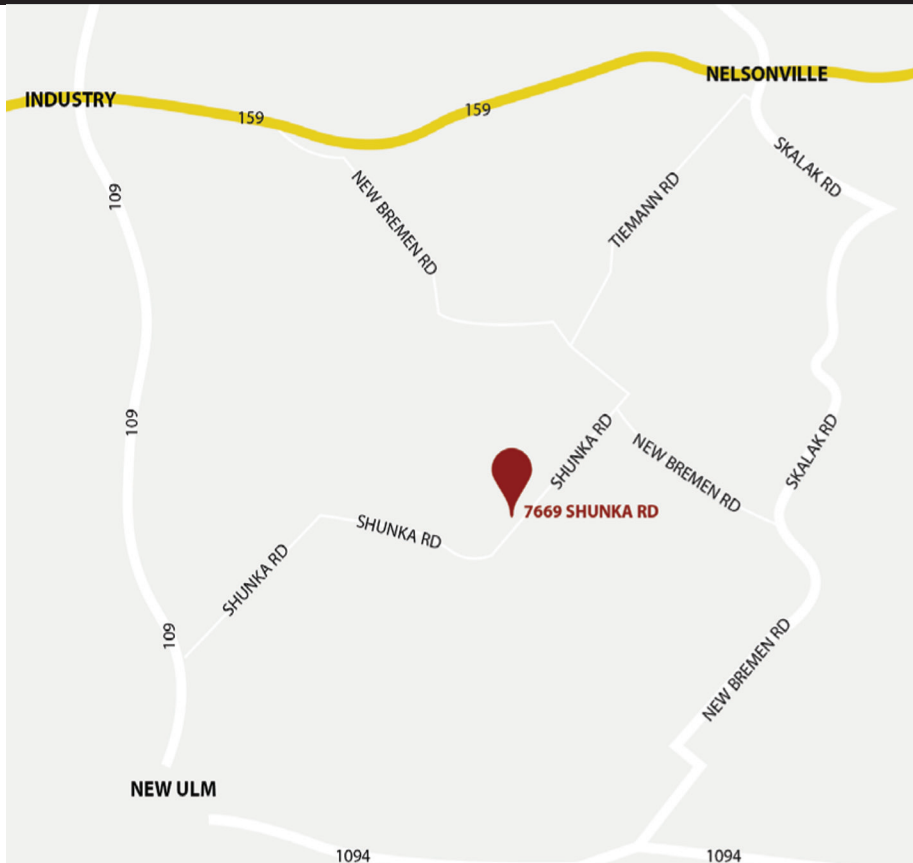 NELSONVILLE
INDUSTRY
159
159
SKALAK RD
109
TIEMANN RD
NEW BREMEN RD
109
SHUNKA RD
NEW BREMEN RD
SKALAK RD
7669 SHUNKA RD
SHUNKA RD
SHUNKA RD
109
NEW BREMEN RD
NEW ULM
1094
1094